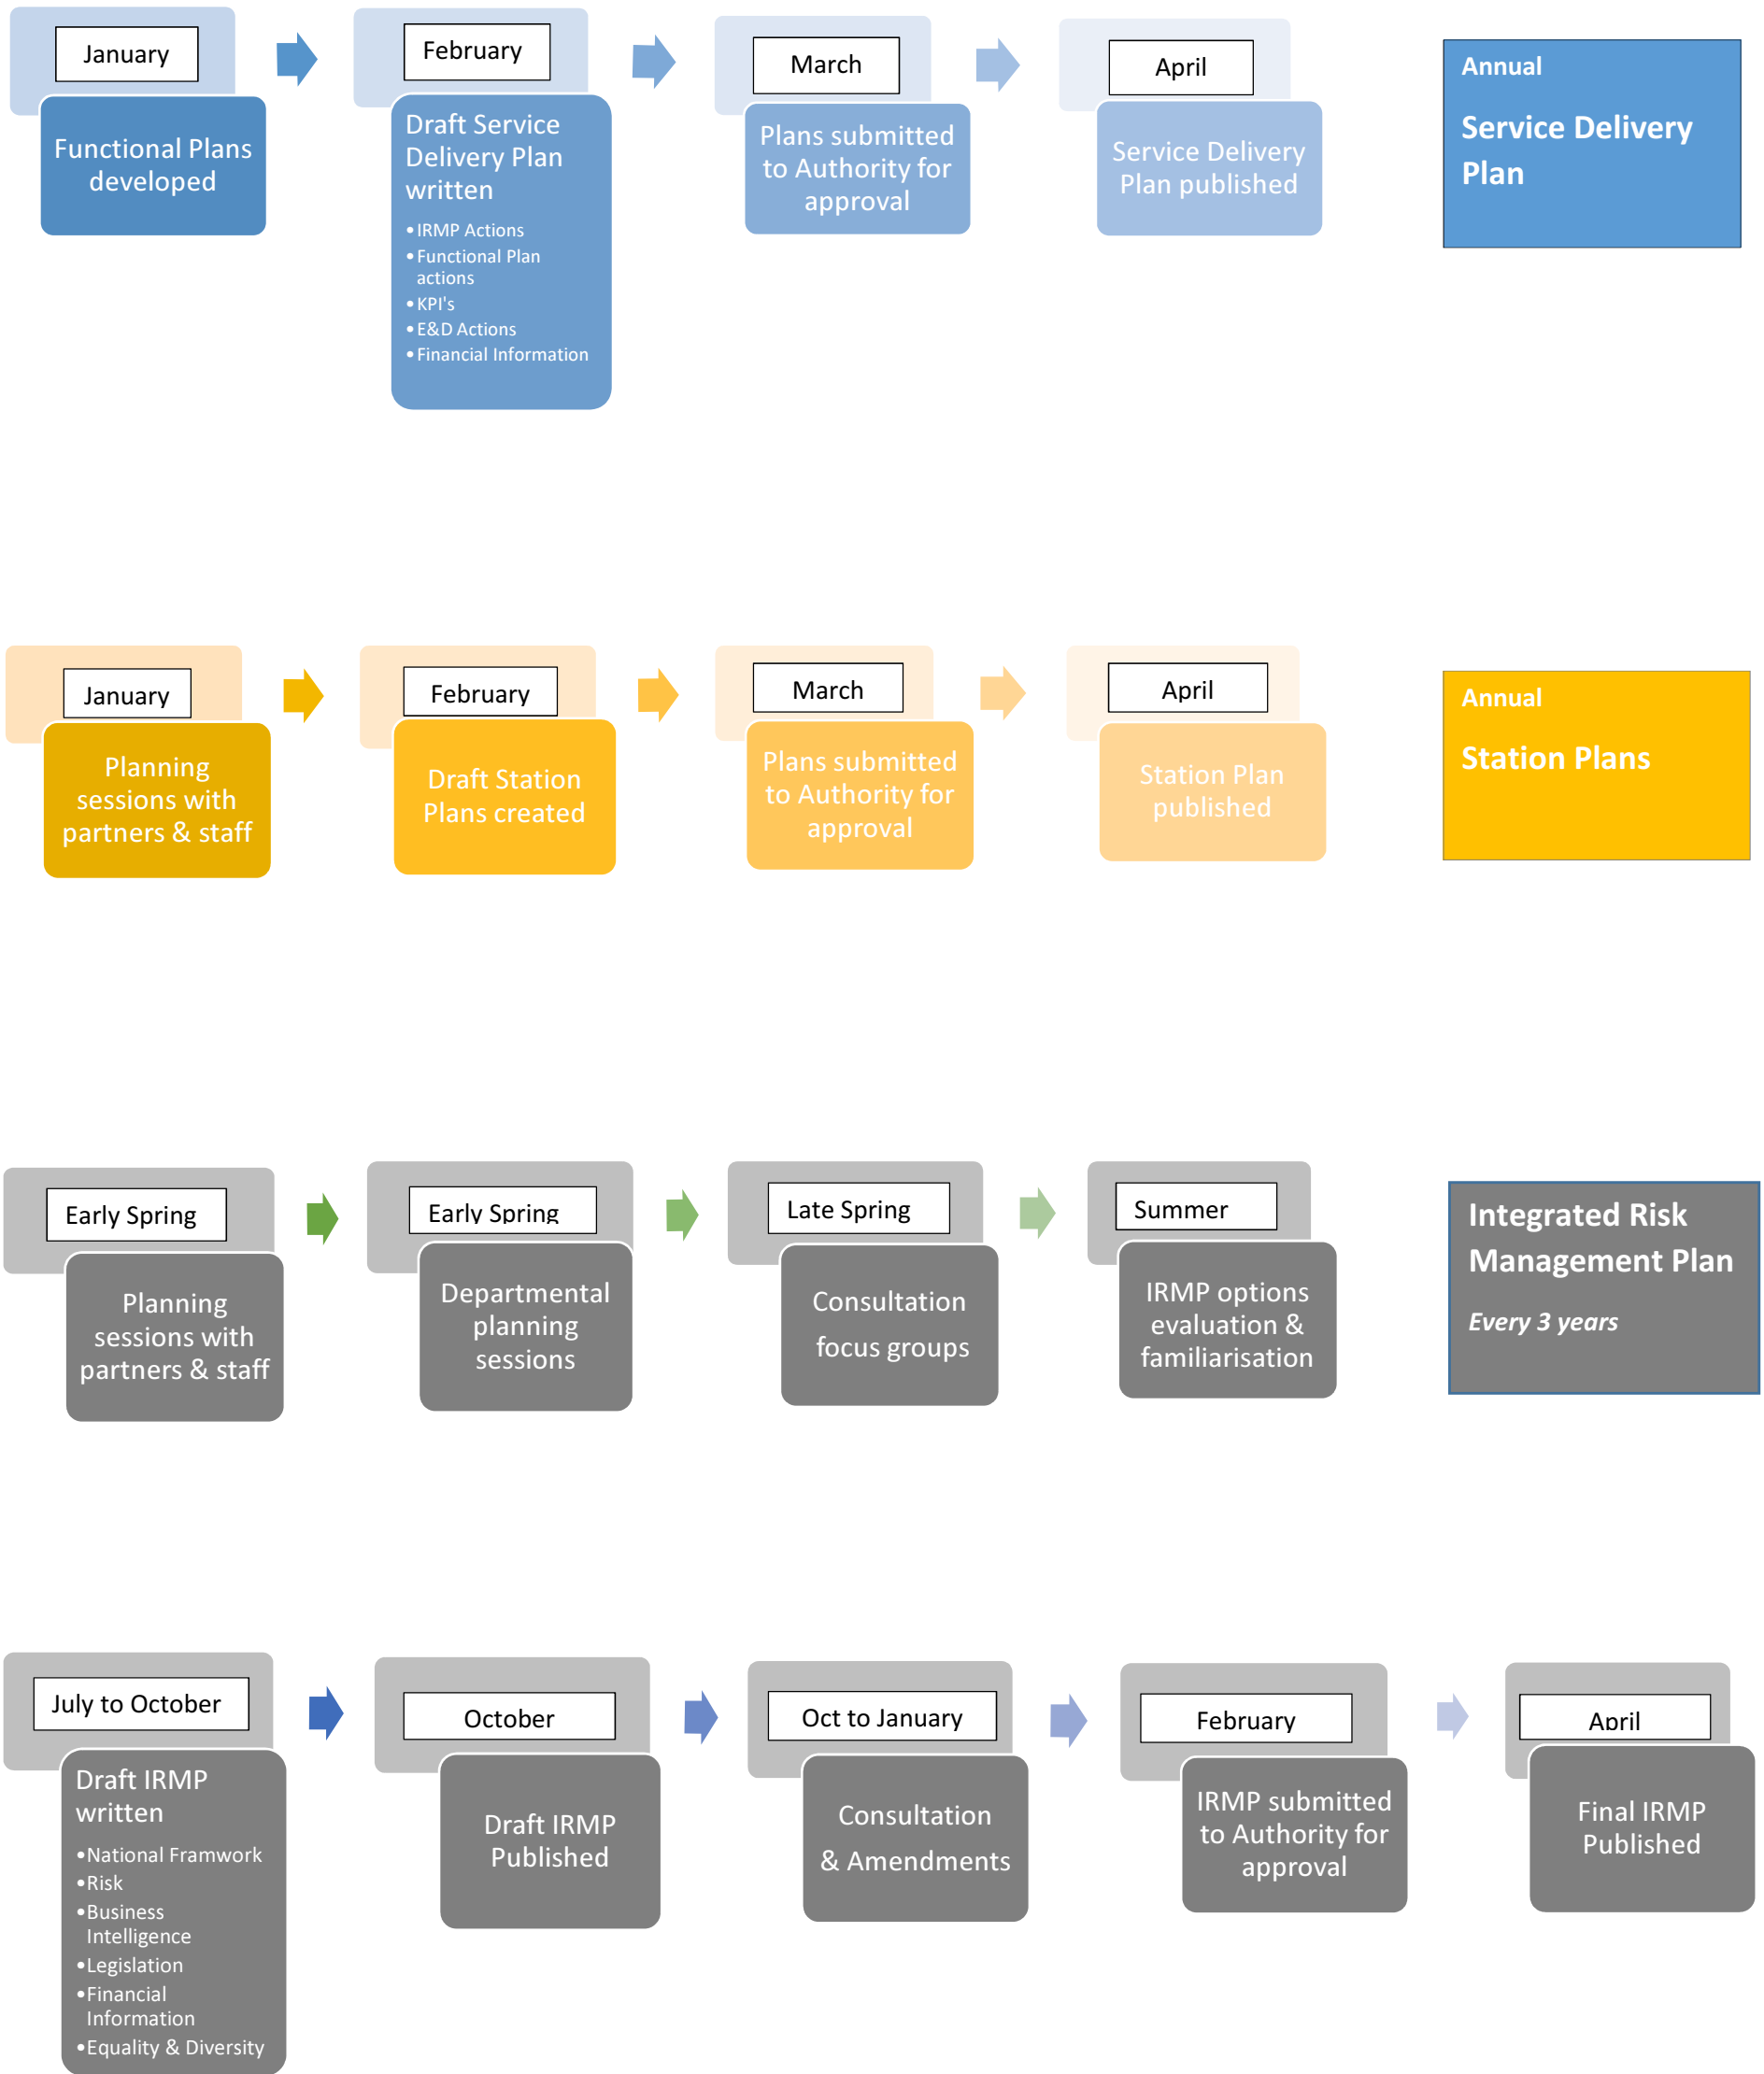 January
Functional Plans
developed
February
Draft Service
Delivery Plan
written
•IRMP Actions
•Functional Plan
actions
•KPI's
•E&D Actions
•Financial Information
March
Plans submitted
to Authority for
approval
April
Service Delivery
Plan published
Annual
Service Delivery
Plan
January
Planning
sessions with
partners & staff
February
Draft Station
Plans created
March
Plans submitted
to Authority for
approval
April
Station Plan
published
Annual
Station Plans
Early Spring
Planning
sessions with
partners & staff
Early Spring
Departmental
planning
sessions
Late Spring
Consultation
focus groups
Summer
IRMP options
evaluation &
familiarisation
Integrated Risk
Management Plan
Every 3 years
July to October
Draft IRMP
written
•National Framwork
•Risk
•Business
Intelligence
•Legislation
•Financial
Information
•Equality & Diversity
October
Draft IRMP
Published
Oct to January
Consultation
& Amendments
February
IRMP submitted
to Authority for
approval
April
Final IRMP
Published